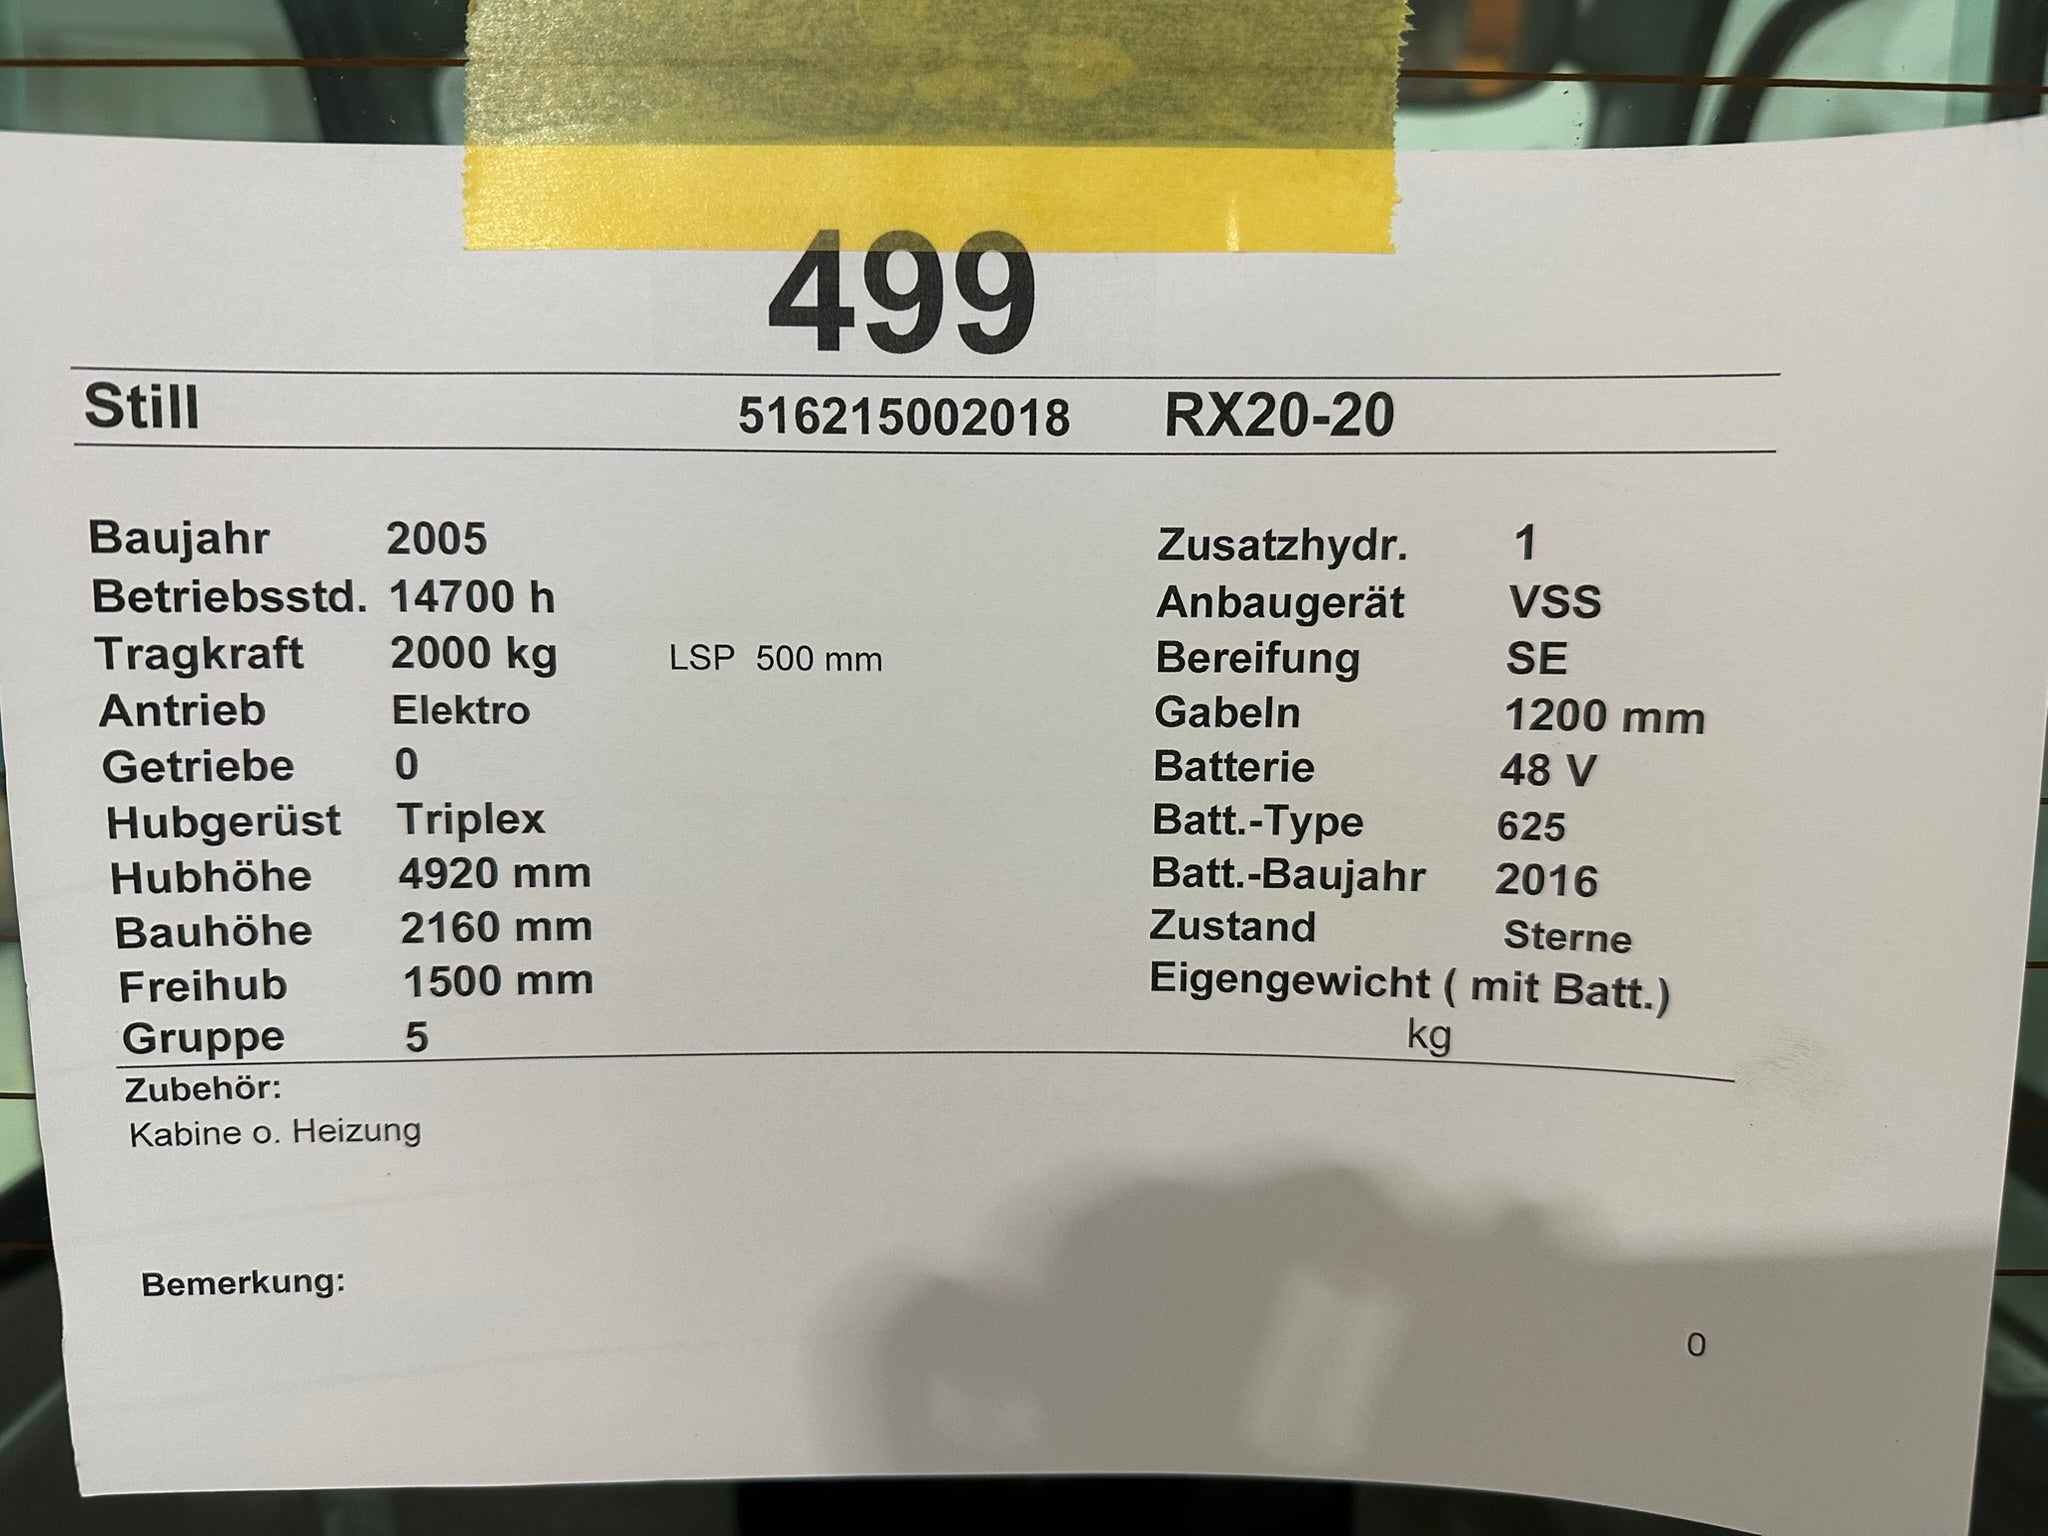 499
Still 516215002018 RX20-20
Baujahr 2005 Zusatzhydr. 1
Betriebsstd. 14700 h Anbaugerät VSS
Tragkraft 2000 kg LSP 500 mm Bereifung SE
Antrieb Elektro Gabeln 1200 mm
Getriebe 0 Batterie 48 V
Hubgerüst Triplex Batt.-Type 625
Hubhöhe 4920 mm Batt.-Baujahr 2016
Bauhöhe 2160 mm Zustand Sterne
Freihub 1500 mm Eigengewicht ( mit Batt.)
Gruppe 5 kg
Zubehör:
Kabine o. Heizung
Bemerkung:
0